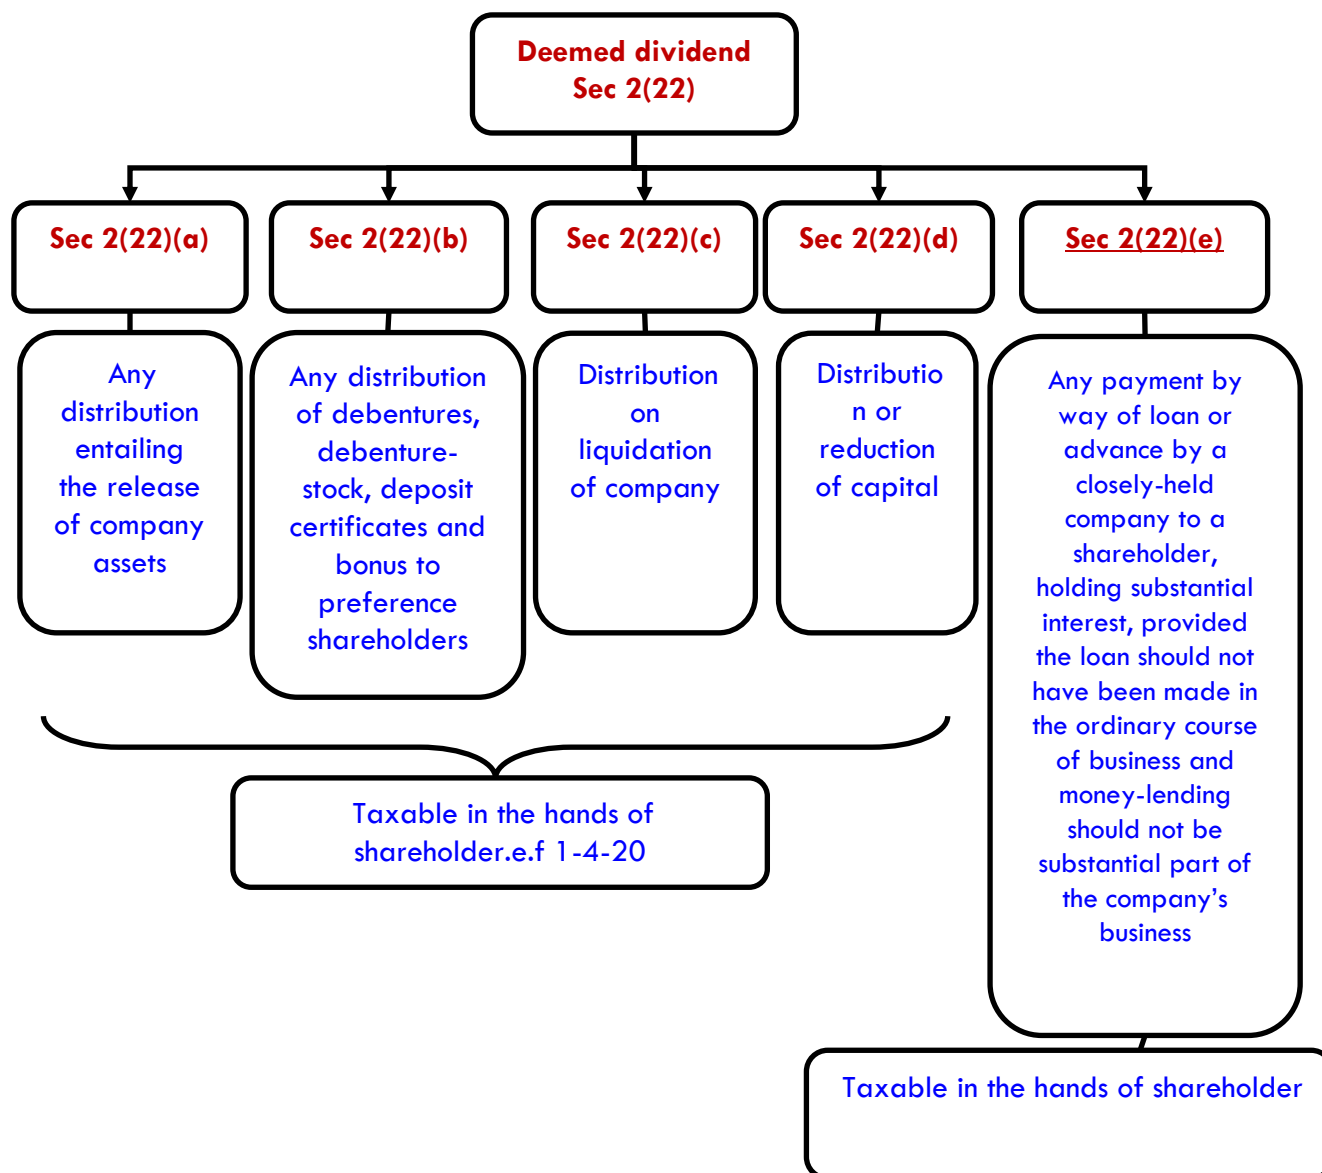 Deemed dividend
Sec 2(22)
Sec 2(22)(a)
Sec 2(22)(b)
Sec 2(22)(c)
Sec 2(22)(d)
Sec 2(22)(e)
Any
distribution
entailing
the release
of company
assets
Any distribution
of debentures,
debenture-
stock, deposit
certificates and
bonus to
preference
shareholders
Distribution
on
liquidation
of company
Distributio
n or
reduction
of capital
Any payment by
way of loan or
advance by a
closely-held
company to a
shareholder,
holding substantial
interest, provided
the loan should not
have been made in
the ordinary course
of business and
money-lending
should not be
substantial part of
the company’s
business
Taxable in the hands of
shareholder.e.f 1-4-20
Taxable in the hands of shareholder